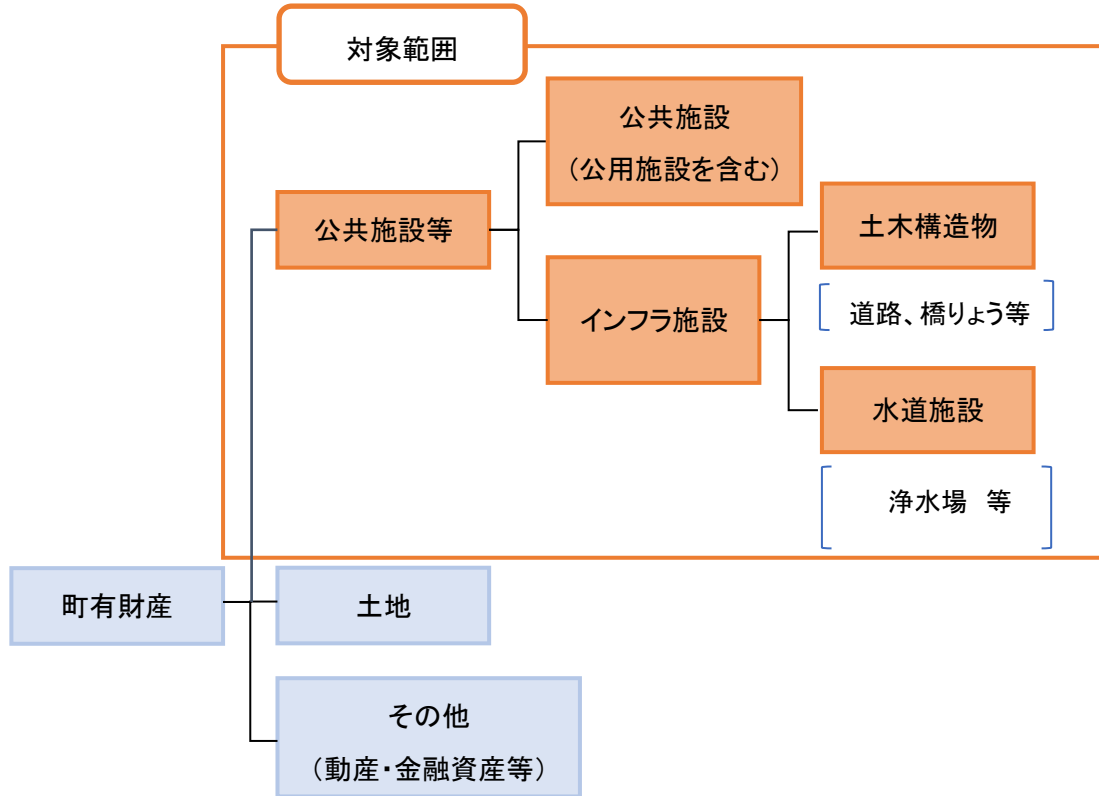 対象範囲
公共施設
（公用施設を含む）
公共施設等
土木構造物
インフラ施設
道路、橋りょう等
水道施設
浄水場　等
町有財産
土地
その他
（動産・金融資産等）